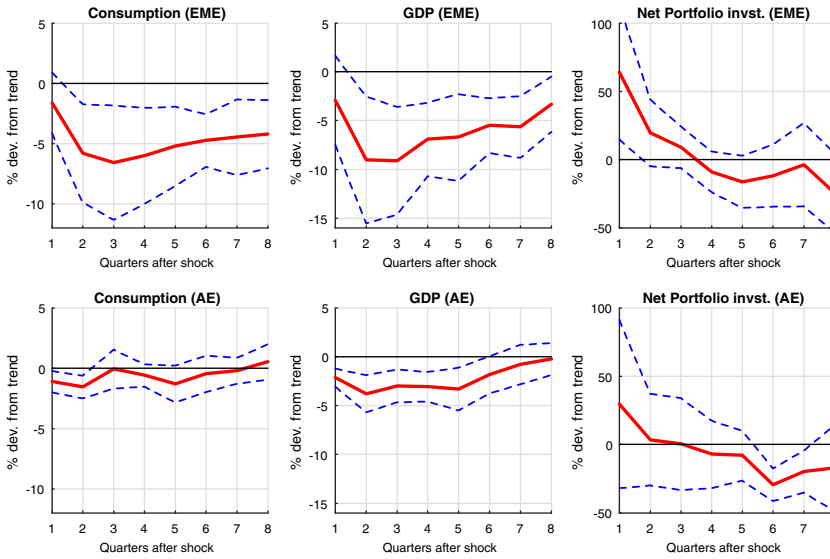 Consumption (EME)
GDP (EME)
Net Portfolio invst. (EME)
% dev. from trend
5
0
-5
-10
1 2 3 4 5 6 7 8
Quarters after shock
% dev. from trend
5
0
-5
-10
-15
1 2 3 4 5 6 7 8
Quarters after shock
% dev. from trend
100
50
0
-50
1 2 3 4 5 6 7
Quarters after shock
Consumption (AE)
GDP (AE)
Net Portfolio invst. (AE)
% dev. from trend
5
0
-5
-10
1 2 3 4 5 6 7 8
Quarters after shock
% dev. from trend
5
0
-5
-10
-15
1 2 3 4 5 6 7 8
Quarters after shock
% dev. from trend
100
50
0
-50
1 2 3 4 5 6 7
Quarters after shock